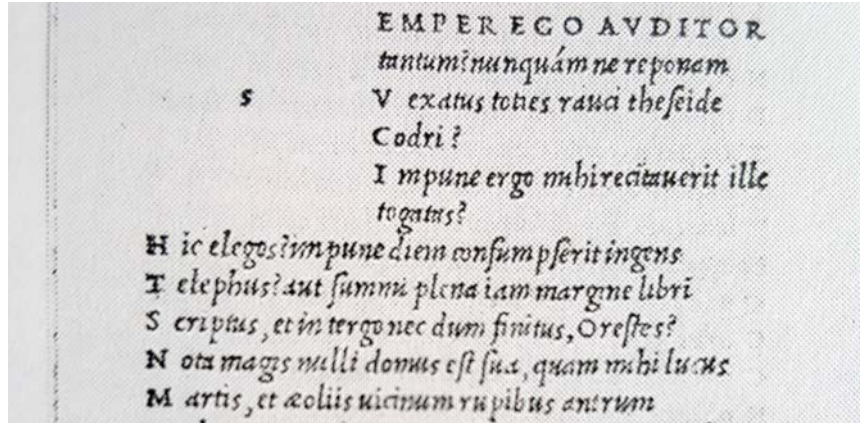 EMPER EGO AVDITOR
tantum? nunquám ne reponam
s V exatus toties rauci theſeide
Codri?
I mpune ergo mihi recitauerit ille
togatus?
H ic elegos? impune diem conſumpſerit ingens
T elephus? aut ſummi plena iam margine libri
S criptus, et in tergo nec dum finitus, Oreſtes?
N ota magis nulli domus eſt ſua, quam mihi lucus
M artis, et æoliis uicinum rupibus antrum